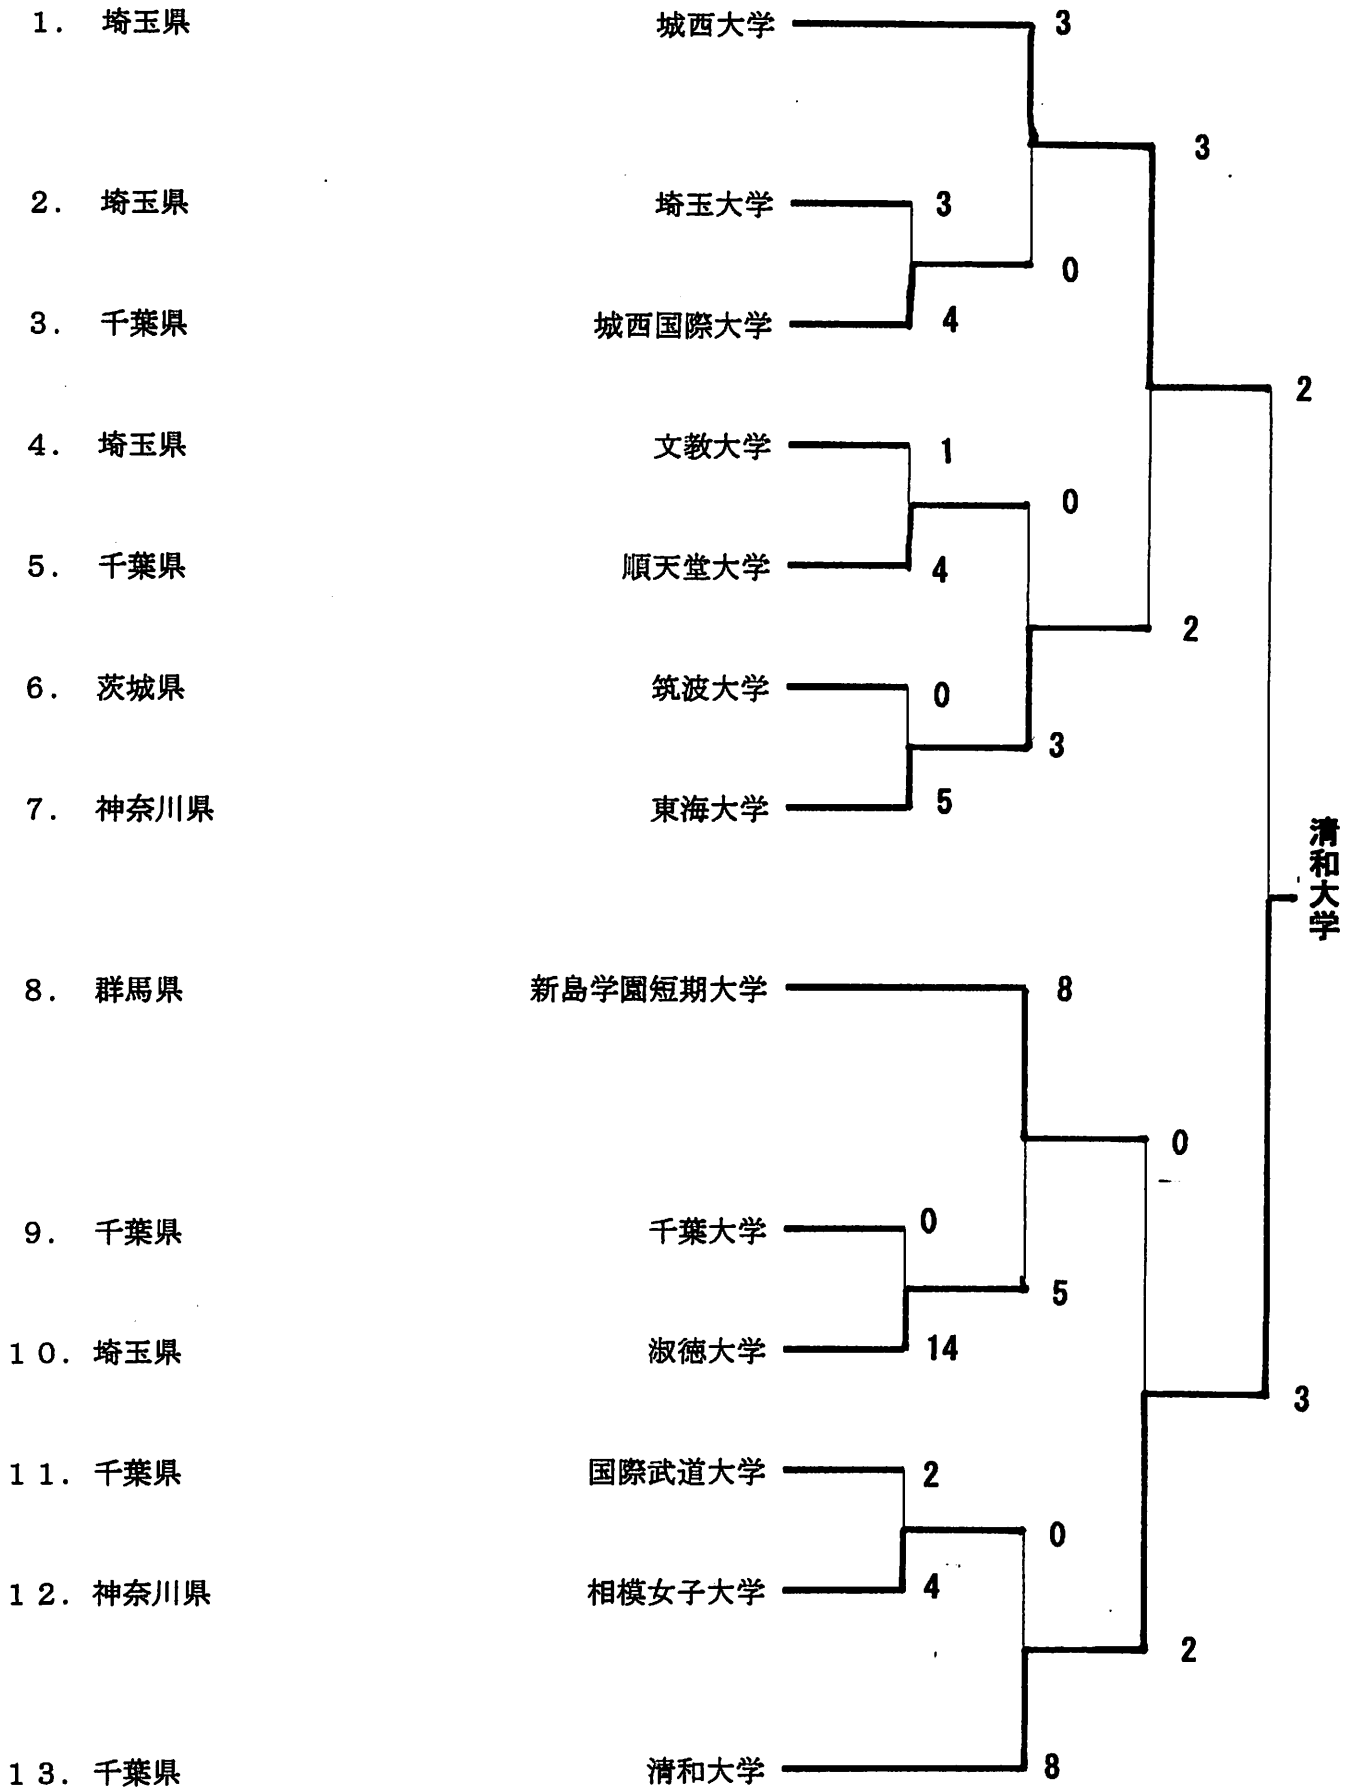 1. 埼玉県 城西大学 3
3
2. 埼玉県 埼玉大学 3
0
3. 千葉県 城西国際大学 4
2
4. 埼玉県 文教大学 1
0
5. 千葉県 順天堂大学 4
2
6. 茨城県 筑波大学 0
3
7. 神奈川県 東海大学 5
清和大学
8. 群馬県 新島学園短期大学 8
0
9. 千葉県 千葉大学 0
5
10. 埼玉県 淑徳大学 14
3
11. 千葉県 国際武道大学 2
0
12. 神奈川県 相模女子大学 4
2
13. 千葉県 清和大学 8